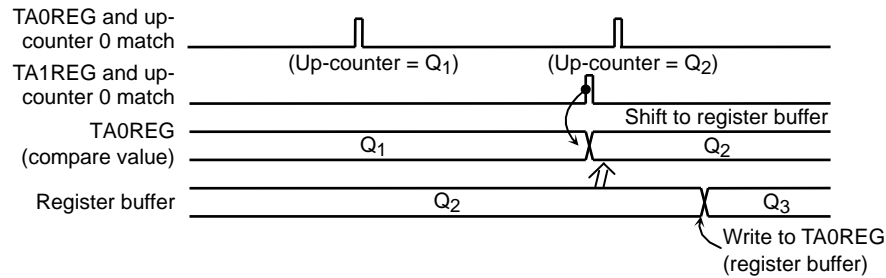 TA0REG and up-
counter 0 match
(Up-counter = Q₁)
(Up-counter = Q₂)
TA1REG and up-
counter 0 match
Shift to register buffer
TA0REG
(compare value)
Q₁
Q₂
Register buffer
Q₂
Q₃
Write to TA0REG
(register buffer)